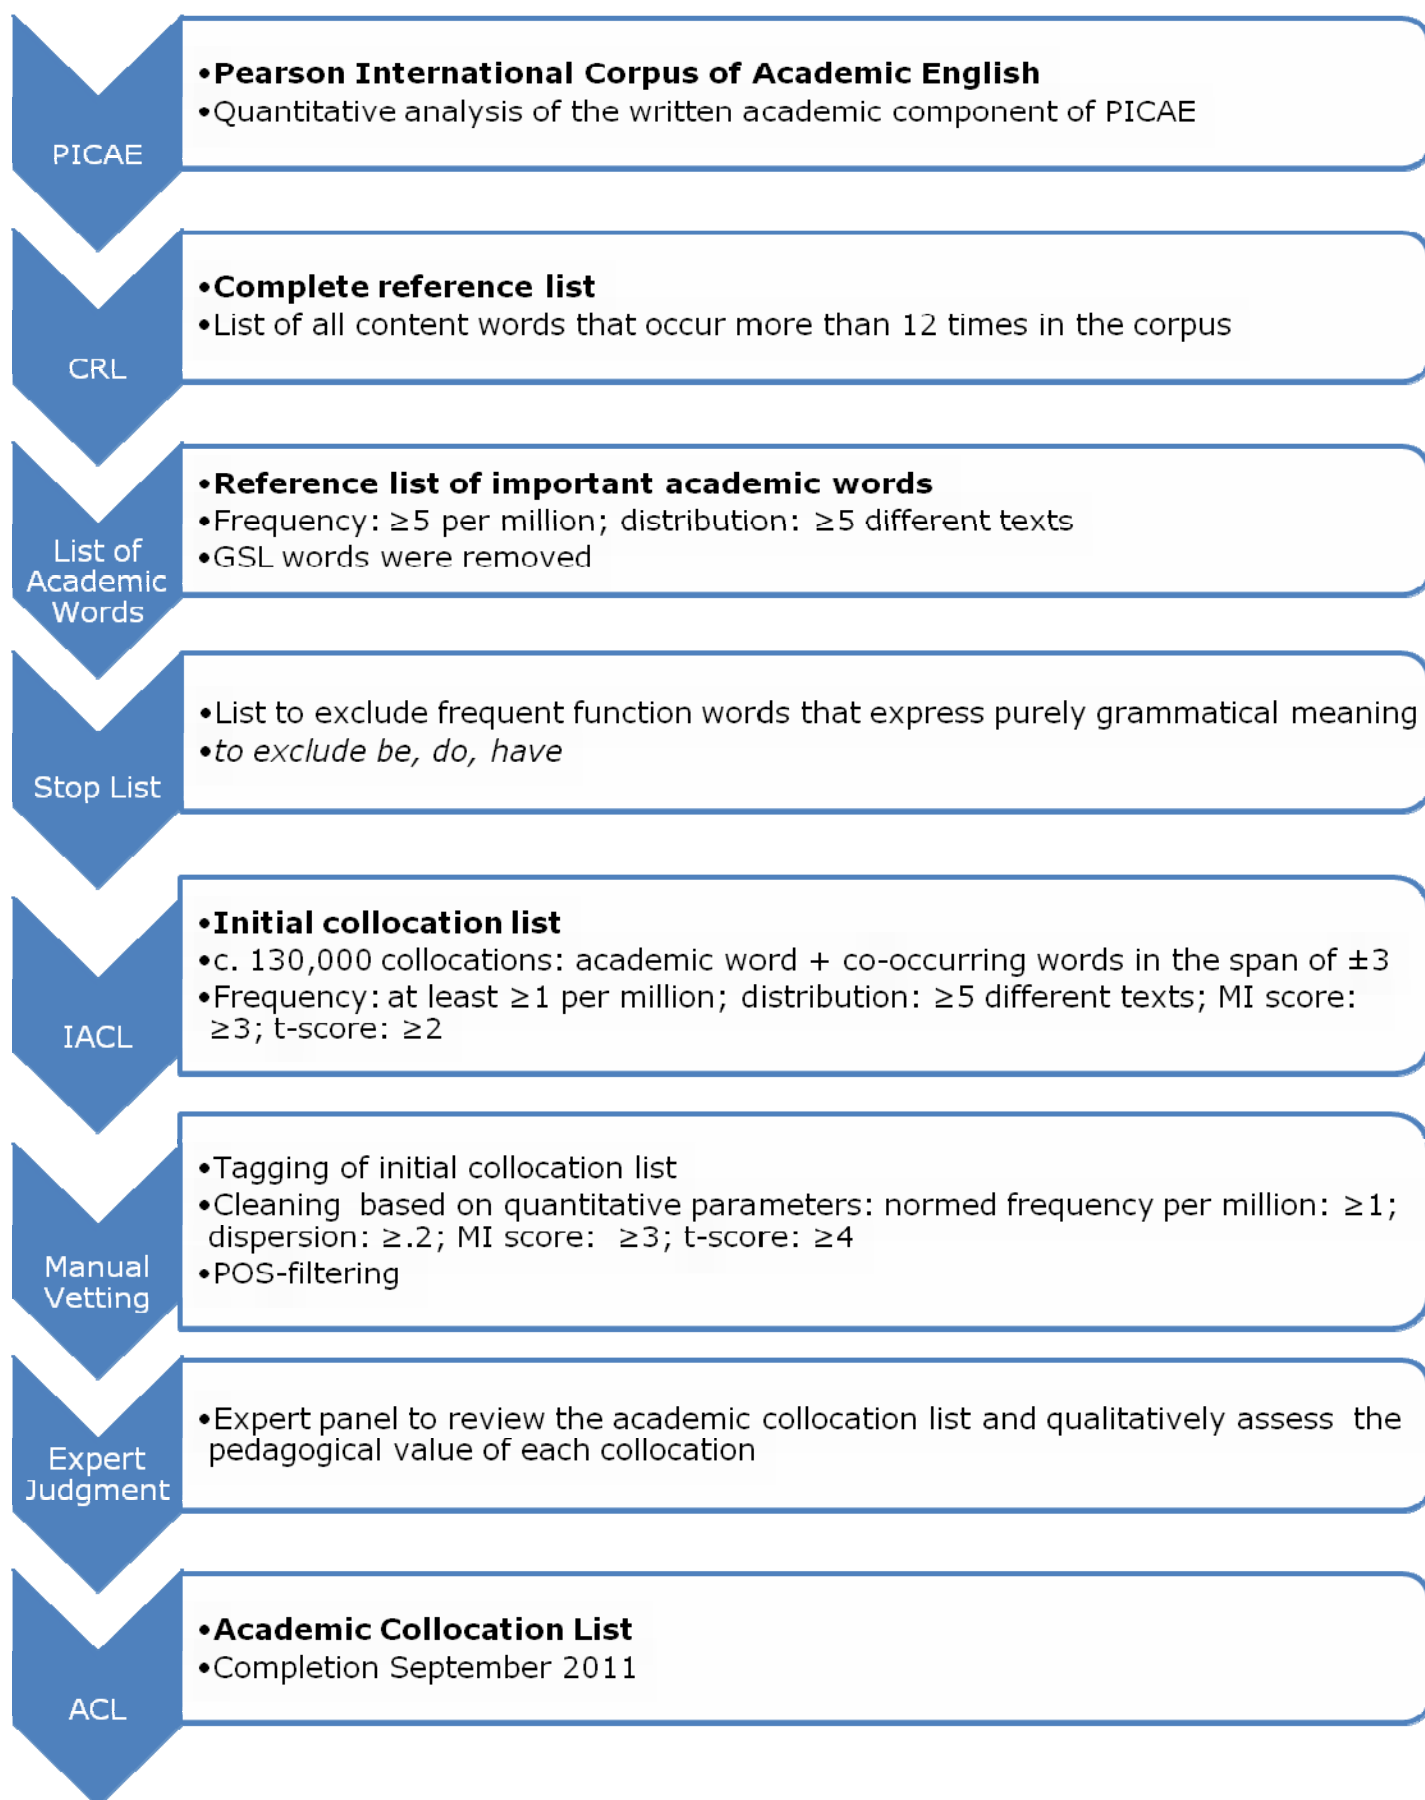 •Pearson International Corpus of Academic English
•Quantitative analysis of the written academic component of PICAE
PICAE
•Complete reference list
•List of all content words that occur more than 12 times in the corpus
CRL
•Reference list of important academic words
•Frequency: ≥5 per million; distribution: ≥5 different texts
•GSL words were removed
List of
Academic
Words
•List to exclude frequent function words that express purely grammatical meaning
•to exclude be, do, have
Stop List
•Initial collocation list
•c. 130,000 collocations: academic word + co-occurring words in the span of ±3
•Frequency: at least ≥1 per million; distribution: ≥5 different texts; MI score:
≥3; t-score: ≥2
IACL
•Tagging of initial collocation list
•Cleaning based on quantitative parameters: normed frequency per million: ≥1;
dispersion: ≥.2; MI score: ≥3; t-score: ≥4
•POS-filtering
Manual
Vetting
•Expert panel to review the academic collocation list and qualitatively assess the
pedagogical value of each collocation
Expert
Judgment
•Academic Collocation List
•Completion September 2011
ACL